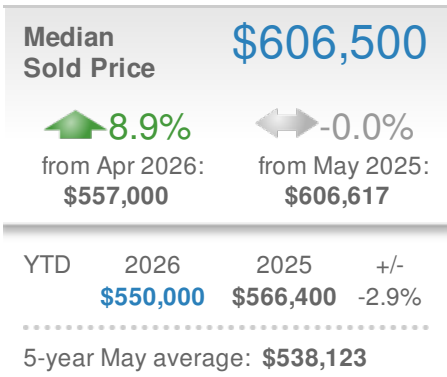 Median Sold Price $606,500
8.9% -0.0%
from Apr 2026: from May 2025:
$557,000 $606,617
YTD 2026 2025 +/-
$550,000 $566,400 -2.9%
5-year May average: $538,123